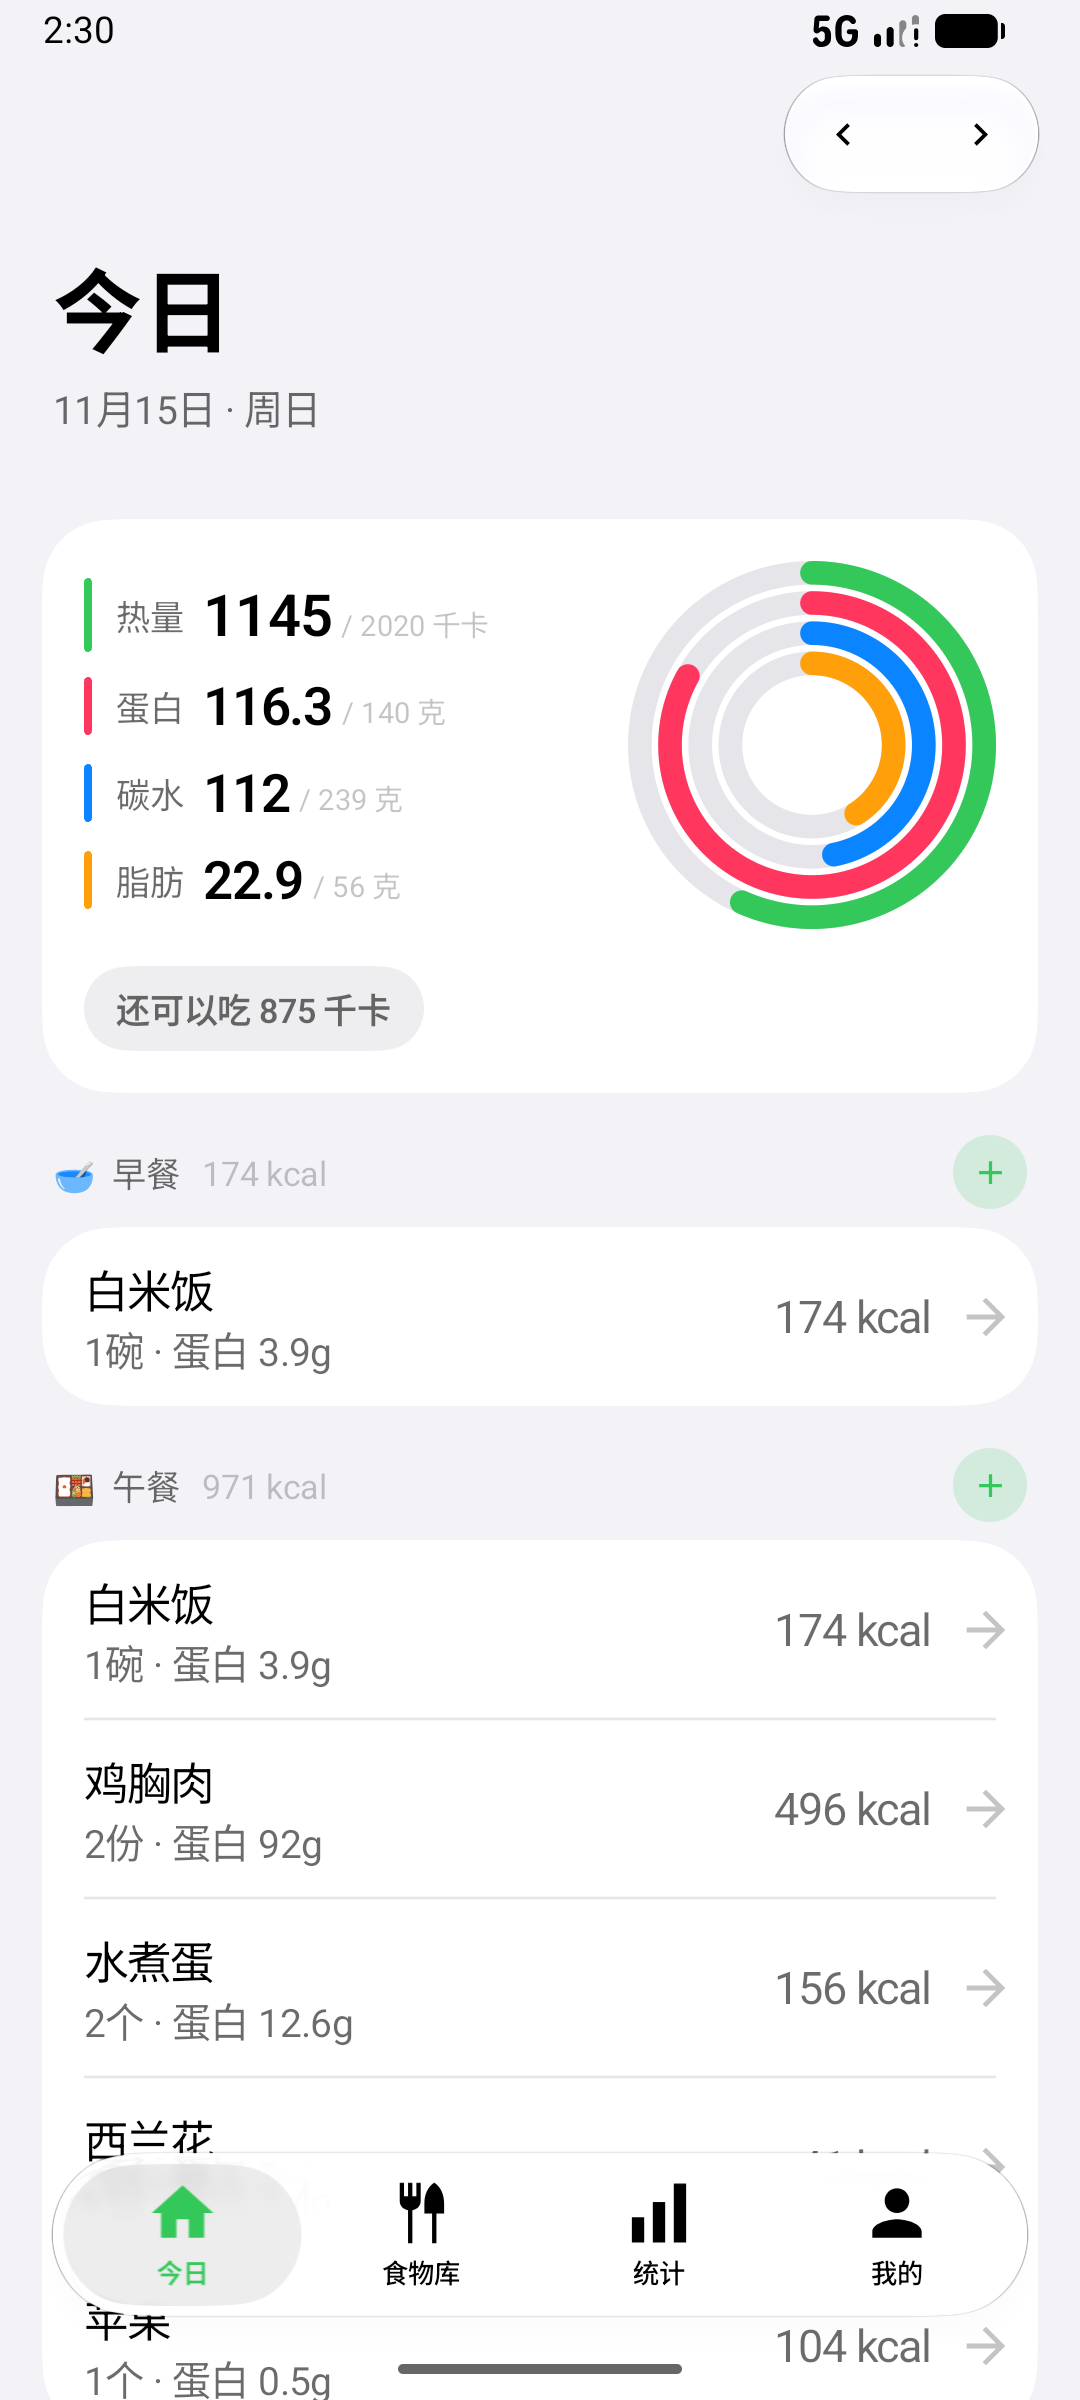 2:30
5G
今日
11月15日 · 周日
热量 1145 / 2020 千卡
蛋白 116.3 / 140 克
碳水 112 / 239 克
脂肪 22.9 / 56 克
还可以吃 875 千卡
早餐 174 kcal
白米饭
1碗 · 蛋白 3.9g
174 kcal
午餐 971 kcal
白米饭
1碗 · 蛋白 3.9g
174 kcal
鸡胸肉
2份 · 蛋白 92g
496 kcal
水煮蛋
2个 · 蛋白 12.6g
156 kcal
西兰花
今日
食物库
统计
我的
苹果
1个 · 蛋白 0.5g
104 kcal